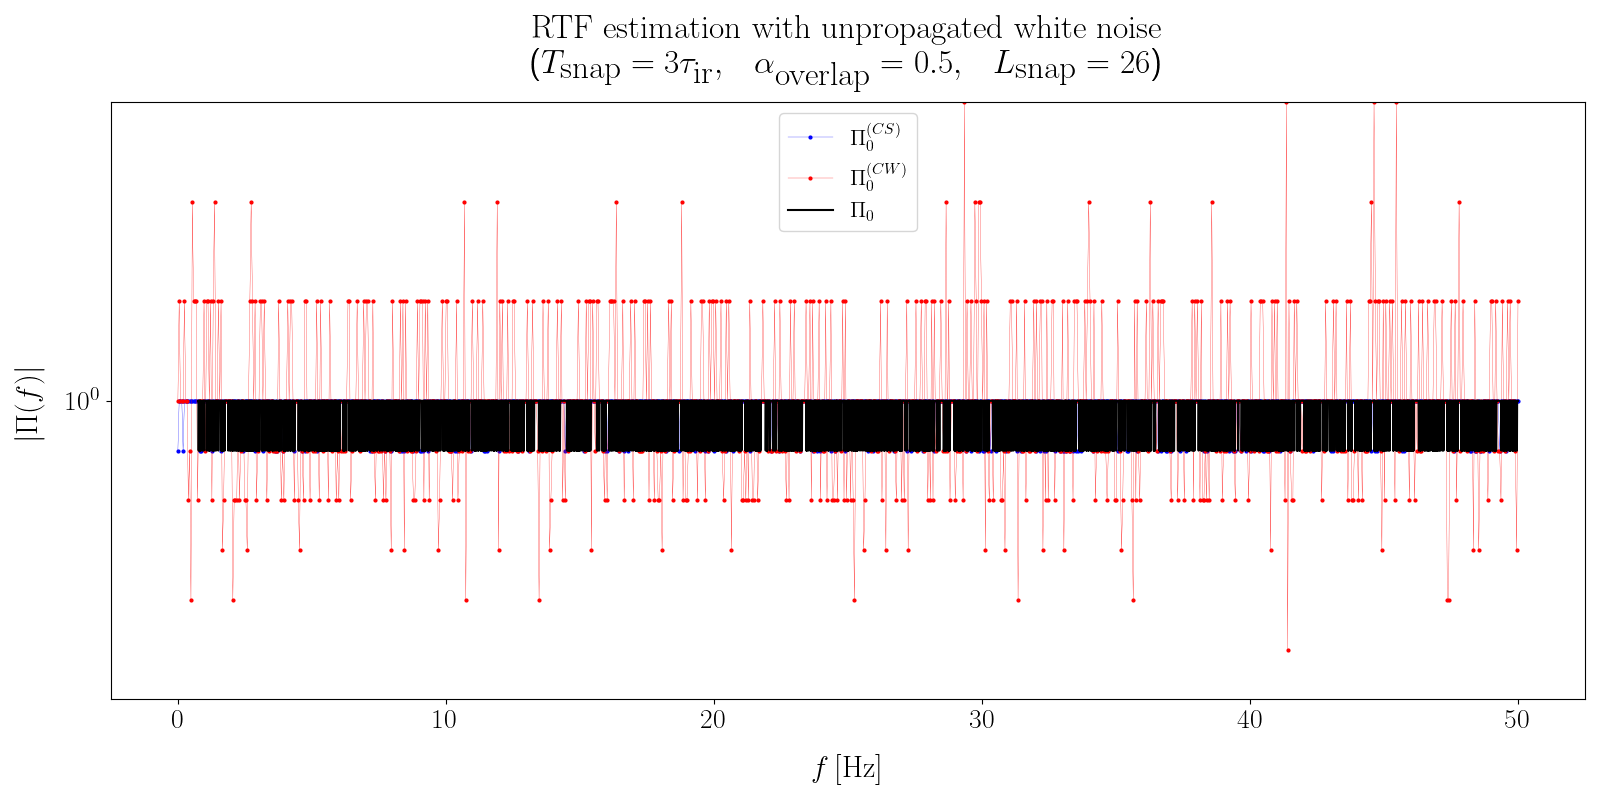 RTF estimation with unpropagated white noise
(T_snap = 3τ_ir, α_overlap = 0.5, L_snap = 26)
Π_0^(CS)
Π_0^(CW)
Π_0
|Π(f)|
10^0
0 10 20 30 40 50
f [Hz]